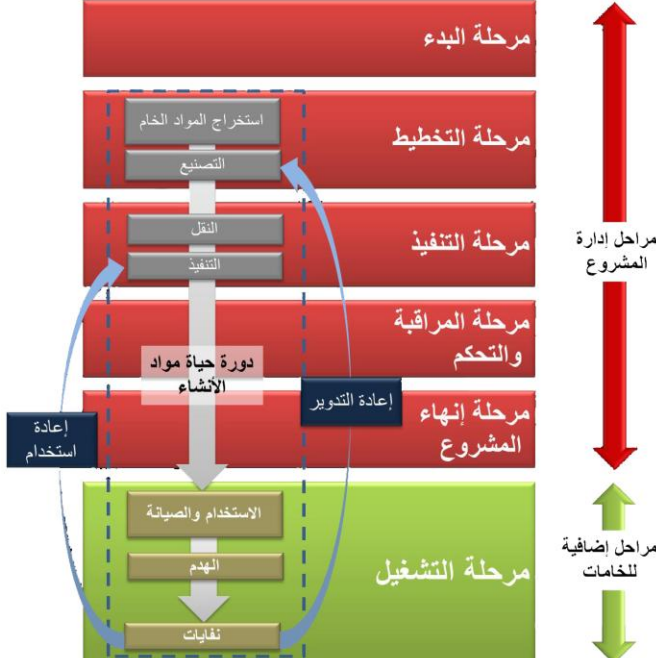 مرحلة البدء
استخراج المواد الخام
التصنيع
مرحلة التخطيط
النقل
التنفيذ
مرحلة التنفيذ
مرحلة المراقبة
والتحكم
دورة حياة مواد
الأنشاء
مرحلة إنهاء
المشروع
إعادة التدوير
إعادة
استخدام
الاستخدام والصيانة
الهدم
نفايات
مرحلة التشغيل
مراحل إدارة
المشروع
مراحل إضافية
للخامات